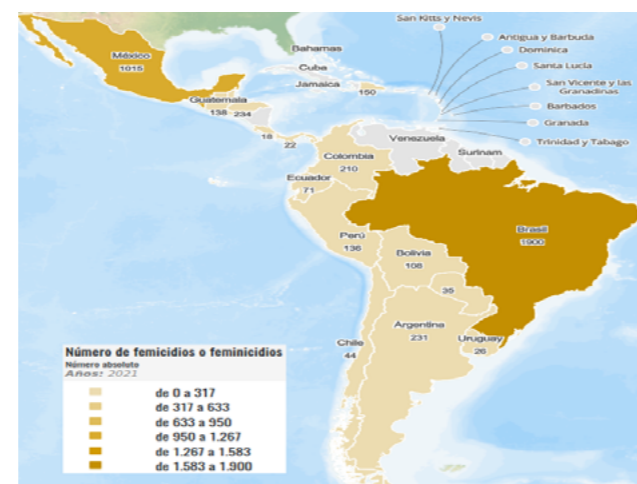 San Kitts y Nevis
Antigua y Barbuda
Dominica
Santa Lucía
San Vicente y las
Granadinas
Barbados
Granada
Trinidad y Tabago
Bahamas
Cuba
Jamaica
150
México
1015
Guatemala
138
234
18
22
Venezuela
Surinam
Colombia
210
Ecuador
71
Perú
136
Brasil
1900
Bolivia
108
35
Argentina
231
Chile
44
Uruguay
26
Número de femicidios o feminicidios
Número absoluto
Años: 2021
de 0 a 317
de 317 a 633
de 633 a 950
de 950 a 1.267
de 1.267 a 1.583
de 1.583 a 1.900